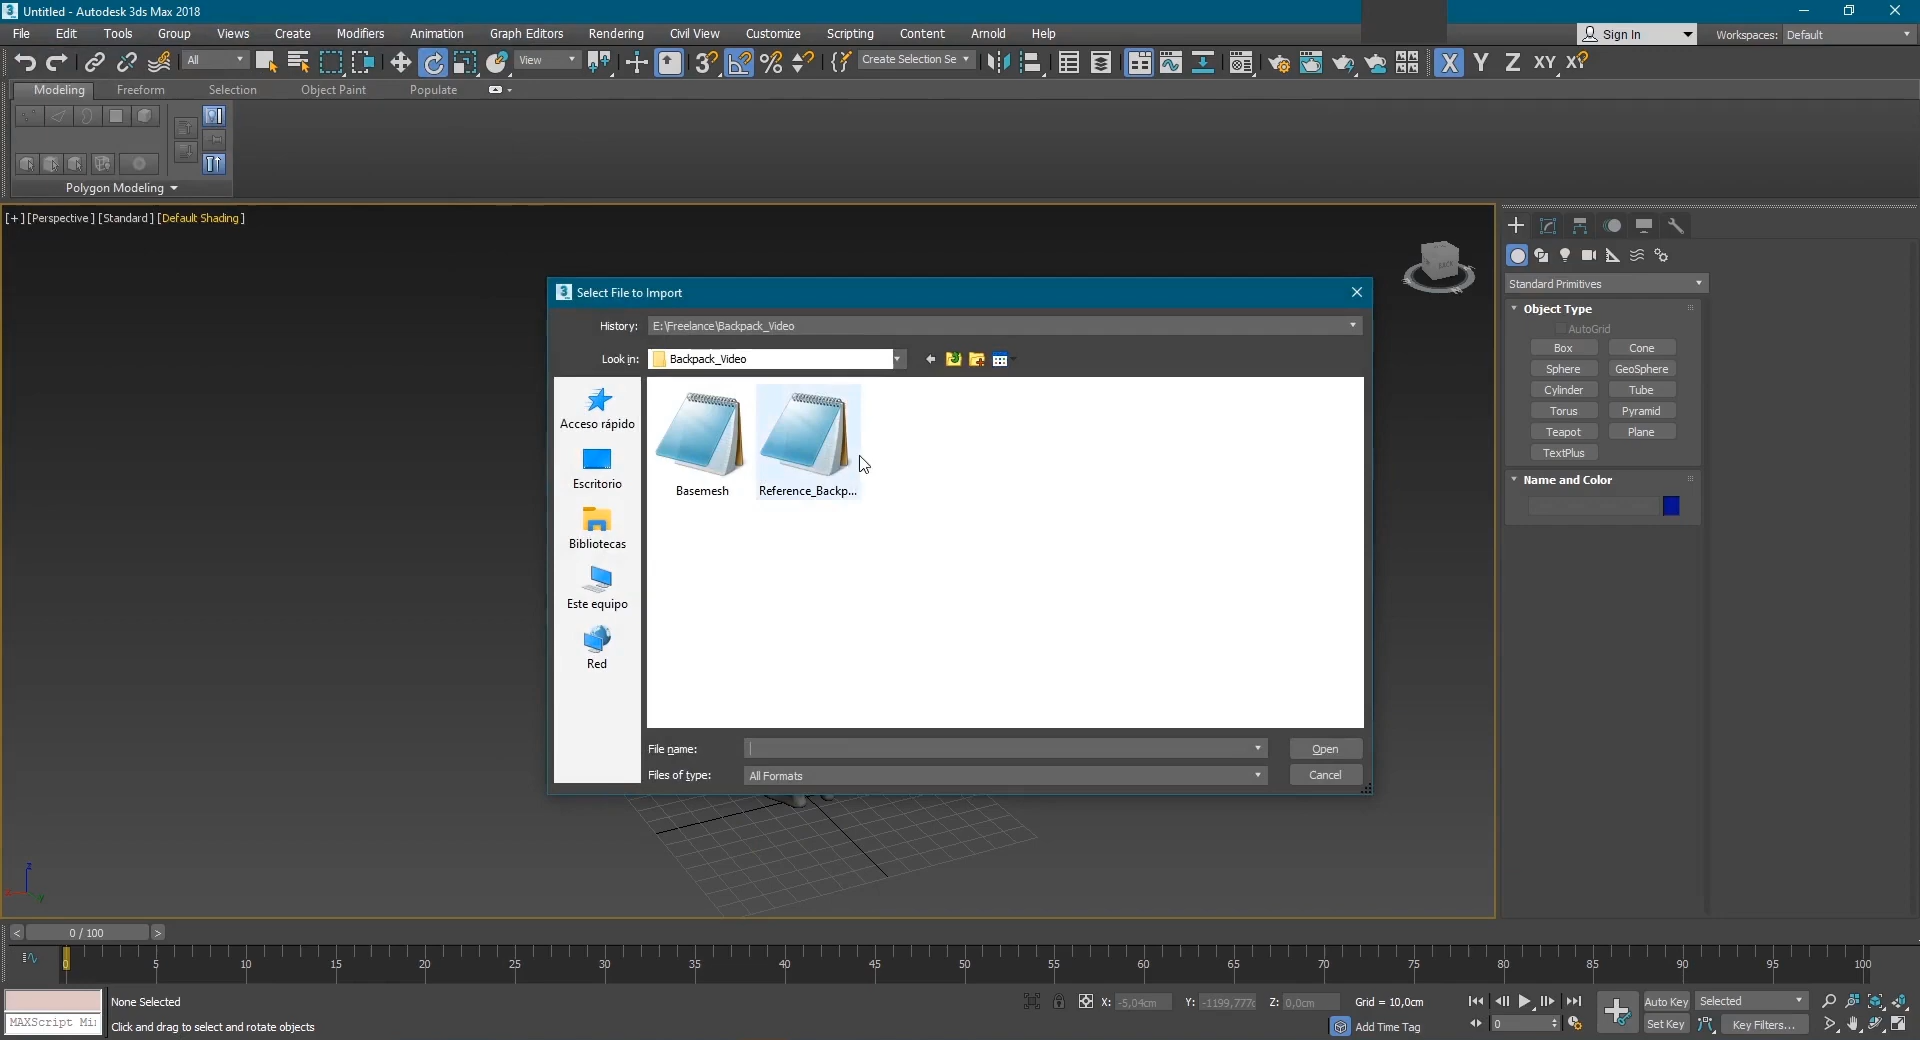 Untitled - Autodesk 3ds Max 2018
File Edit Tools Group Views Create Modifiers Animation Graph Editors Rendering Civil View Customize Scripting Content Arnold Help
Sign In
Workspaces: Default
All
View
Create Selection Se
X Y Z XY XY
Modeling Freeform Selection Object Paint Populate
Polygon Modeling
[+] [Perspective] [Standard] [Default Shading]
BACK
Standard Primitives
Object Type
AutoGrid
Box Cone
Sphere GeoSphere
Cylinder Tube
Torus Pyramid
Teapot Plane
TextPlus
Name and Color
Select File to Import
History: E:\Freelance\Backpack_Video
Look in: Backpack_Video
Acceso rápido
Escritorio
Bibliotecas
Este equipo
Red
Basemesh Reference_Backp...
File name:
Open
Files of type: All Formats
Cancel
z
x
y
< 0 / 100 >
0 5 10 15 20 25 30 35 40 45 50 55 60 65 70 75 80 85 90 95 100
None Selected
X: -5,04cm Y: -1199,777c Z: 0,0cm Grid = 10,0cm
Auto Key Selected
MAXScript Mi
Click and drag to select and rotate objects
Add Time Tag
0
Set Key Key Filters...